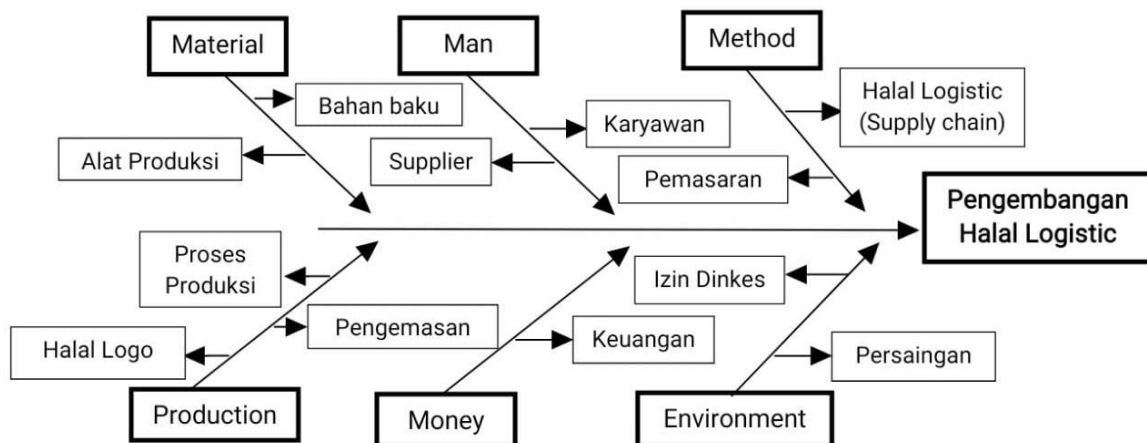 Material
Man
Method
Bahan baku
Karyawan
Halal Logistic
(Supply chain)
Alat Produksi
Supplier
Pemasaran
Pengembangan
Halal Logistic
Proses
Produksi
Izin Dinkes
Pengemasan
Keuangan
Halal Logo
Persaingan
Production
Money
Environment